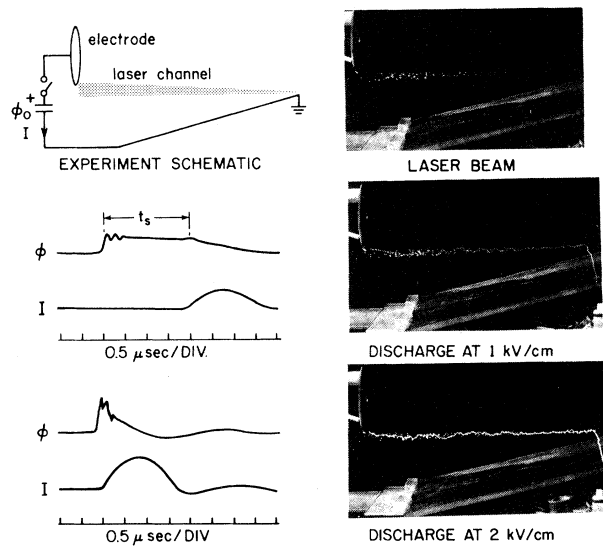 electrode
laser channel
+
ϕ₀
I
EXPERIMENT SCHEMATIC
LASER BEAM
tₛ
ϕ
I
0.5 μsec/DIV.
DISCHARGE AT 1 kV/cm
ϕ
I
0.5 μsec/DIV
DISCHARGE AT 2 kV/cm